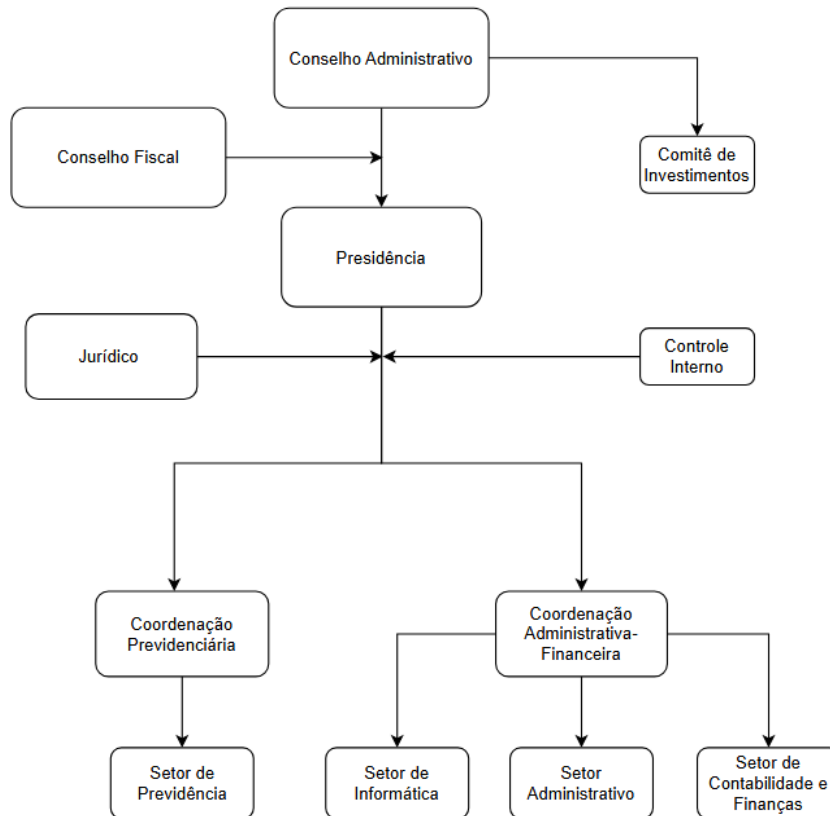 Conselho Administrativo
Conselho Fiscal
Comitê de
Investimentos
Presidência
Jurídico
Controle
Interno
Coordenação
Previdenciária
Coordenação
Administrativa-
Financeira
Setor de
Previdência
Setor de
Informática
Setor
Administrativo
Setor de
Contabilidade e
Finanças